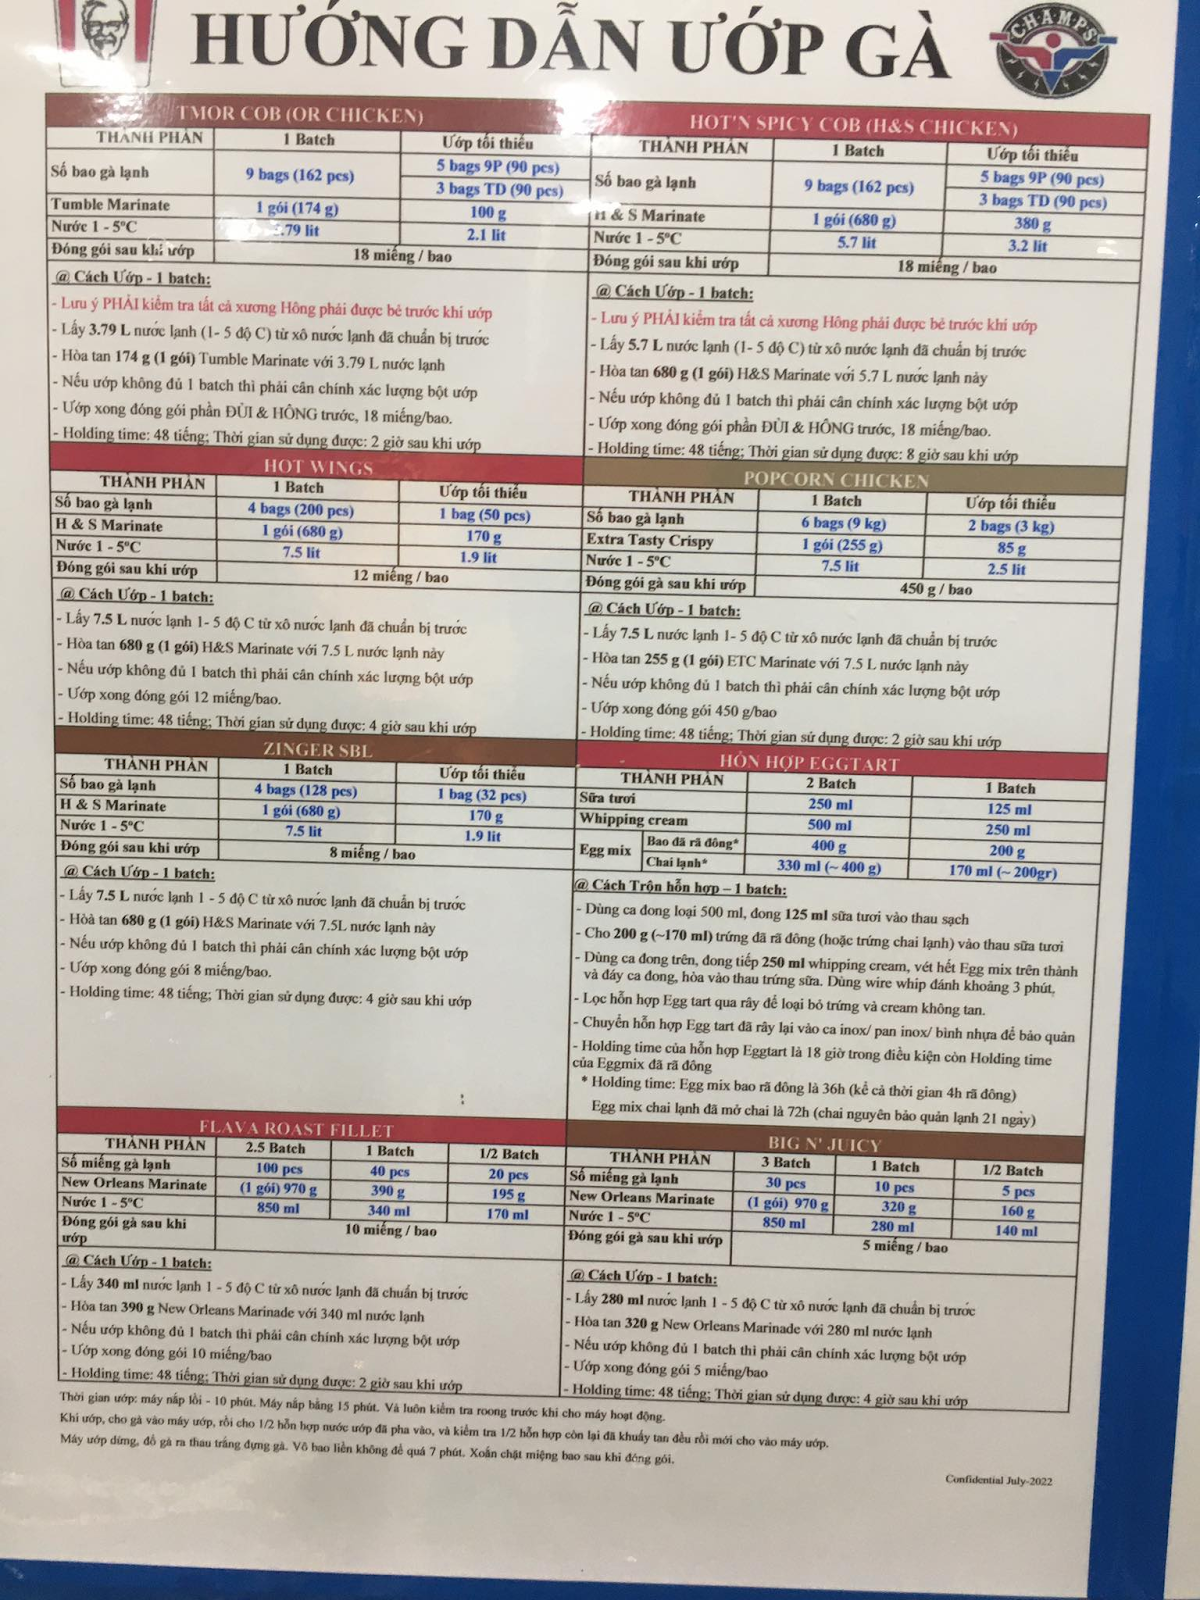 HƯỚNG DẪN ƯỚP GÀ
CHAMPS
TMOR COB (OR CHICKEN)
THÀNH PHẦN 1 Batch Ướp tối thiểu
Số bao gà lạnh 9 bags (162 pcs) 5 bags 9P (90 pcs)
3 bags TD (90 pcs)
Tumble Marinate 1 gói (174 g) 100 g
Nước 1 - 5ºC .79 lit 2.1 lit
Đóng gói sau khi ướp 18 miếng / bao
@ Cách Ướp - 1 batch:
- Lưu ý PHẢI kiểm tra tất cả xương Hông phải được bẻ trước khi ướp
- Lấy 3.79 L nước lạnh (1- 5 độ C) từ xô nước lạnh đã chuẩn bị trước
- Hòa tan 174 g (1 gói) Tumble Marinate với 3.79 L nước lạnh
- Nếu ướp không đủ 1 batch thì phải cân chính xác lượng bột ướp
- Ướp xong đóng gói phần ĐÙI & HÔNG trước, 18 miếng/bao.
- Holding time: 48 tiếng; Thời gian sử dụng được: 2 giờ sau khi ướp
HOT'N SPICY COB (H&S CHICKEN)
THÀNH PHẦN 1 Batch Ướp tối thiểu
Số bao gà lạnh 9 bags (162 pcs) 5 bags 9P (90 pcs)
3 bags TD (90 pcs)
H & S Marinate 1 gói (680 g) 380 g
Nước 1 - 5ºC 5.7 lit 3.2 lit
Đóng gói sau khi ướp 18 miếng / bao
@ Cách Ướp - 1 batch:
- Lưu ý PHẢI kiểm tra tất cả xương Hông phải được bẻ trước khi ướp
- Lấy 5.7 L nước lạnh (1- 5 độ C) từ xô nước lạnh đã chuẩn bị trước
- Hòa tan 680 g (1 gói) H&S Marinate với 5.7 L nước lạnh này
- Nếu ướp không đủ 1 batch thì phải cân chính xác lượng bột ướp
- Ướp xong đóng gói phần ĐÙI & HÔNG trước, 18 miếng/bao.
- Holding time: 48 tiếng; Thời gian sử dụng được: 8 giờ sau khi ướp
HOT WINGS
THÀNH PHẦN 1 Batch Ướp tối thiểu
Số bao gà lạnh 4 bags (200 pcs) 1 bag (50 pcs)
H & S Marinate 1 gói (680 g) 170 g
Nước 1 - 5ºC 7.5 lit 1.9 lit
Đóng gói sau khi ướp 12 miếng / bao
@ Cách Ướp - 1 batch:
- Lấy 7.5 L nước lạnh 1- 5 độ C từ xô nước lạnh đã chuẩn bị trước
- Hòa tan 680 g (1 gói) H&S Marinate với 7.5 L nước lạnh này
- Nếu ướp không đủ 1 batch thì phải cân chính xác lượng bột ướp
- Ướp xong đóng gói 12 miếng/bao.
- Holding time: 48 tiếng; Thời gian sử dụng được: 4 giờ sau khi ướp
POPCORN CHICKEN
THÀNH PHẦN 1 Batch Ướp tối thiểu
Số bao gà lạnh 6 bags (9 kg) 2 bags (3 kg)
Extra Tasty Crispy 1 gói (255 g) 85 g
Nước 1 - 5ºC 7.5 lit 2.5 lit
Đóng gói gà sau khi ướp 450 g / bao
@ Cách Ướp - 1 batch:
- Lấy 7.5 L nước lạnh 1- 5 độ C từ xô nước lạnh đã chuẩn bị trước
- Hòa tan 255 g (1 gói) ETC Marinate với 7.5 L nước lạnh này
- Nếu ướp không đủ 1 batch thì phải cân chính xác lượng bột ướp
- Ướp xong đóng gói 450 g/bao
- Holding time: 48 tiếng; Thời gian sử dụng được: 2 giờ sau khi ướp
ZINGER SBL
THÀNH PHẦN 1 Batch Ướp tối thiểu
Số bao gà lạnh 4 bags (128 pcs) 1 bag (32 pcs)
H & S Marinate 1 gói (680 g) 170 g
Nước 1 - 5ºC 7.5 lit 1.9 lit
Đóng gói sau khi ướp 8 miếng / bao
@ Cách Ướp - 1 batch:
- Lấy 7.5 L nước lạnh 1 - 5 độ C từ xô nước lạnh đã chuẩn bị trước
- Hoà tan 680 g (1 gói) H&S Marinate với 7.5L nước lạnh này
- Nếu ướp không đủ 1 batch thì phải cân chính xác lượng bột ướp
- Ướp xong đóng gói 8 miếng/bao.
- Holding time: 48 tiếng; Thời gian sử dụng được: 4 giờ sau khi ướp
HỖN HỢP EGGTART
THÀNH PHẦN 2 Batch 1 Batch
Sữa tươi 250 ml 125 ml
Whipping cream 500 ml 250 ml
Egg mix Bao đã rã đông* 400 g 200 g
Chai lạnh* 330 ml (~ 400 g) 170 ml (~ 200gr)
@ Cách Trộn hỗn hợp – 1 batch:
- Dùng ca đong loại 500 ml, đong 125 ml sữa tươi vào thau sạch
- Cho 200 g (~170 ml) trứng đã rã đông (hoặc trứng chai lạnh) vào thau sữa tươi
- Dùng ca đong trên, đong tiếp 250 ml whipping cream, vét hết Egg mix trên thành
và đáy ca đong, hòa vào thau trứng sữa. Dùng wire whip đánh khoảng 3 phút,
- Lọc hỗn hợp Egg tart qua rây để loại bỏ trứng và cream không tan.
- Chuyển hỗn hợp Egg tart đã rây lại vào ca inox/ pan inox/ bình nhựa để bảo quản
- Holding time của hỗn hợp Eggtart là 18 giờ trong điều kiện còn Holding time
của Eggmix đã rã đông
* Holding time: Egg mix bao rã đông là 36h (kể cả thời gian 4h rã đông)
Egg mix chai lạnh đã mở chai là 72h (chai nguyên bảo quản lạnh 21 ngày)
FLAVA ROAST FILLET
THÀNH PHẦN 2.5 Batch 1 Batch 1/2 Batch
Số miếng gà lạnh 100 pcs 40 pcs 20 pcs
New Orleans Marinate (1 gói) 970 g 390 g 195 g
Nước 1 - 5ºC 850 ml 340 ml 170 ml
Đóng gói gà sau khi
ướp 10 miếng / bao
@ Cách Ướp - 1 batch:
- Lấy 340 ml nước lạnh 1 - 5 độ C từ xô nước lạnh đã chuẩn bị trước
- Hòa tan 390 g New Orleans Marinade với 340 ml nước lạnh
- Nếu ướp không đủ 1 batch thì phải cân chính xác lượng bột ướp
- Ướp xong đóng gói 10 miếng/bao
- Holding time: 48 tiếng; Thời gian sử dụng được: 2 giờ sau khi ướp
BIG N' JUICY
THÀNH PHẦN 3 Batch 1 Batch 1/2 Batch
Số miếng gà lạnh 30 pcs 10 pcs 5 pcs
New Orleans Marinate (1 gói) 970 g 320 g 160 g
Nước 1 - 5ºC 850 ml 280 ml 140 ml
Đóng gói gà sau khi ướp 5 miếng / bao
@ Cách Ướp - 1 batch:
- Lấy 280 ml nước lạnh 1 - 5 độ C từ xô nước lạnh đã chuẩn bị trước
- Hòa tan 320 g New Orleans Marinade với 280 ml nước lạnh
- Nếu ướp không đủ 1 batch thì phải cân chính xác lượng bột ướp
- Ướp xong đóng gói 5 miếng/bao
- Holding time: 48 tiếng; Thời gian sử dụng được: 4 giờ sau khi ướp
Thời gian ướp: máy nắp lồi - 10 phút. Máy nắp bằng 15 phút. Và luôn kiểm tra roong trước khi cho máy hoạt động.
Khi ướp, cho gà vào máy ướp, rồi cho 1/2 hỗn hợp nước ướp đã pha vào, và kiểm tra 1/2 hỗn hợp còn lại đã khuấy tan đều rồi mới cho vào máy ướp.
Máy ướp dừng, đổ gà ra thau trắng đựng gà. Vô bao liền không để quá 7 phút. Xoắn chặt miệng bao sau khi đóng gói.
Confidential July-2022